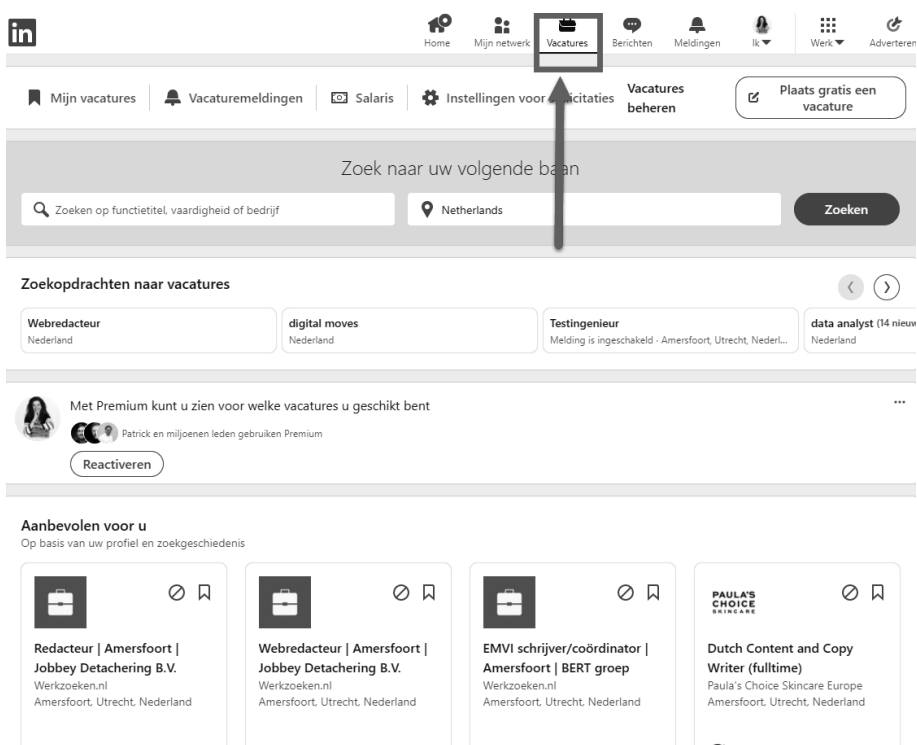 in
Home
Mijn netwerk
Vacatures
Berichten
Meldingen
Ik
Werk
Adverteren
Mijn vacatures
Vacaturemeldingen
Salaris
Instellingen voor
Vacatures
beheren
Plaats gratis een
vacature
Zoek naar uw volgende baan
Zoeken op functietitel, vaardigheid of bedrijf
Netherlands
Zoeken
Zoekopdrachten naar vacatures
Webredacteur
Nederland
digital moves
Nederland
Testingenieur
Melding is ingeschakeld · Amersfoort, Utrecht, Nederl...
data analyst (14 nieuw
Nederland
Met Premium kunt u zien voor welke vacatures u geschikt bent
Patrick en miljoenen leden gebruiken Premium
Reactiveren
Aanbevolen voor u
Op basis van uw profiel en zoekgeschiedenis
Redacteur | Amersfoort |
Jobbey Detachering B.V.
Werkzoeken.nl
Amersfoort, Utrecht, Nederland
Webredacteur | Amersfoort |
Jobbey Detachering B.V.
Werkzoeken.nl
Amersfoort, Utrecht, Nederland
EMVI schrijver/coördinator |
Amersfoort | BERT groep
Werkzoeken.nl
Amersfoort, Utrecht, Nederland
PAULA'S
CHOICE
SKINCARE
Dutch Content and Copy
Writer (fulltime)
Paula's Choice Skincare Europe
Amersfoort, Utrecht, Nederland